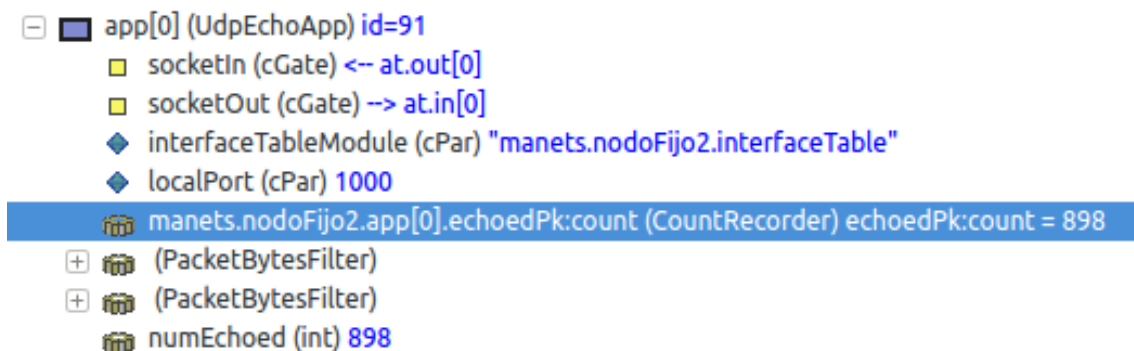 app[0] (UdpEchoApp) id=91
socketIn (cGate) <-- at.out[0]
socketOut (cGate) --> at.in[0]
interfaceTableModule (cPar) "manets.nodoFijo2.interfaceTable"
localPort (cPar) 1000
manets.nodoFijo2.app[0].echoedPk:count (CountRecorder) echoedPk:count = 898
(PacketBytesFilter)
(PacketBytesFilter)
numEchoed (int) 898